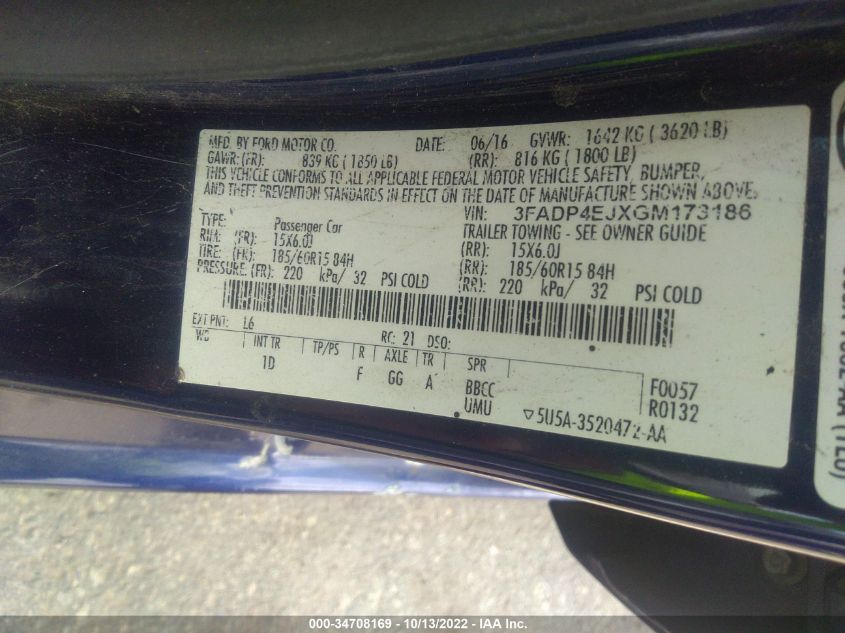 MFD. BY FORD MOTOR CO. DATE: 06/16 GVWR: 1642 KG ( 3620 LB)
GAWR: (FR): 839 KG ( 1850 LB) (RR): 816 KG ( 1800 LB)
THIS VEHICLE CONFORMS TO ALL APPLICABLE FEDERAL MOTOR VEHICLE SAFETY, BUMPER,
AND THEFT PREVENTION STANDARDS IN EFFECT ON THE DATE OF MANUFACTURE SHOWN ABOVE.
VIN: 3FADP4EJXGM173186
TYPE: Passenger Car TRAILER TOWING - SEE OWNER GUIDE
RIM: (FR): 15X6.0J (RR): 15X6.0J
TIRE: (FR): 185/60R15 84H (RR): 185/60R15 84H
PRESSURE: (FR): 220 kPa/ 32 PSI COLD (RR): 220 kPa/ 32 PSI COLD
EXT PNT: L6 RC: 21 DSO:
WB INT TR TP/PS R AXLE TR SPR
1D F GG A BBCC F0057
UMU ▽5U5A-3520472-AA R0132
000-34708169 - 10/13/2022 - IAA Inc.